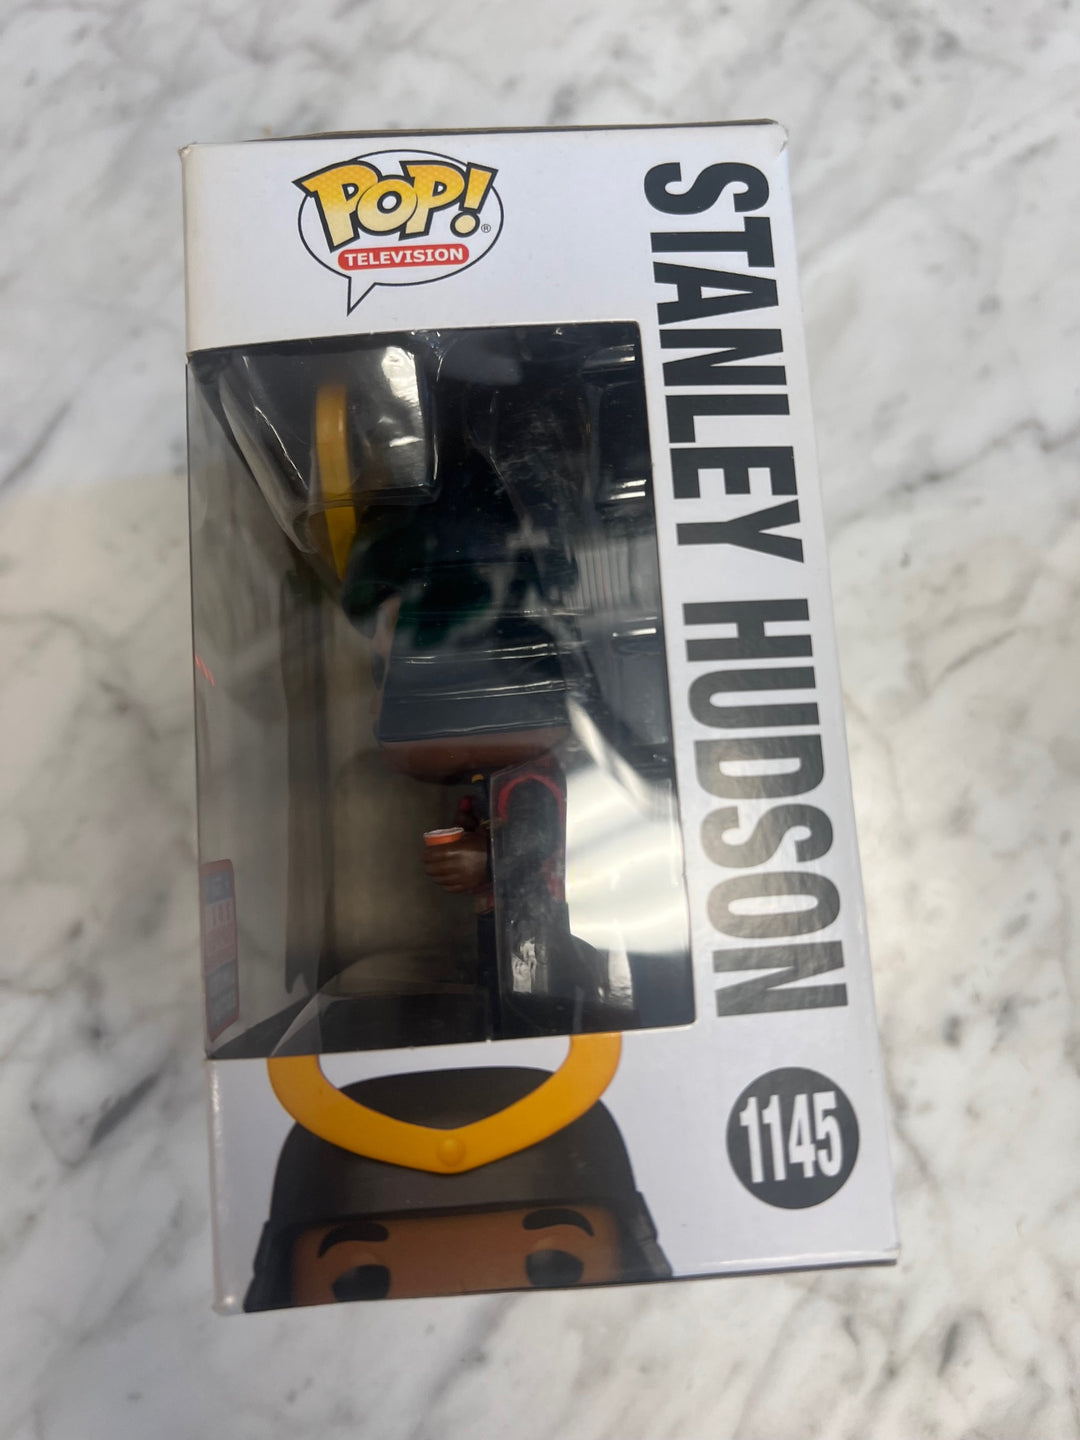 POP!®
TELEVISION
STANLEY HUDSON
1145